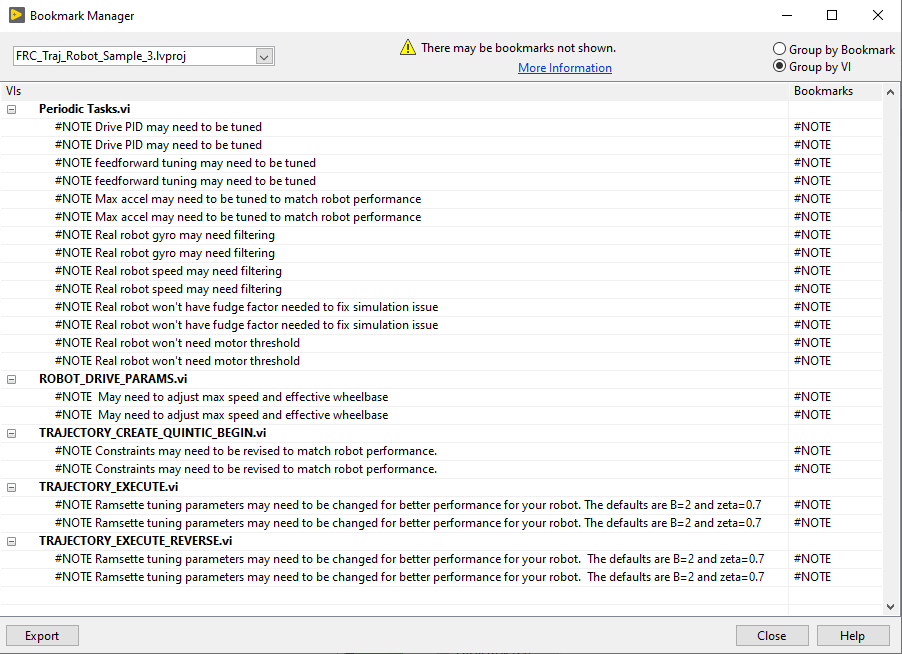 Bookmark Manager
FRC_Traj_Robot_Sample_3.lvproj
There may be bookmarks not shown.
More Information
Group by Bookmark
Group by VI
VIs Bookmarks
Periodic Tasks.vi
#NOTE Drive PID may need to be tuned #NOTE
#NOTE Drive PID may need to be tuned #NOTE
#NOTE feedforward tuning may need to be tuned #NOTE
#NOTE feedforward tuning may need to be tuned #NOTE
#NOTE Max accel may need to be tuned to match robot performance #NOTE
#NOTE Max accel may need to be tuned to match robot performance #NOTE
#NOTE Real robot gyro may need filtering #NOTE
#NOTE Real robot gyro may need filtering #NOTE
#NOTE Real robot speed may need filtering #NOTE
#NOTE Real robot speed may need filtering #NOTE
#NOTE Real robot won't have fudge factor needed to fix simulation issue #NOTE
#NOTE Real robot won't have fudge factor needed to fix simulation issue #NOTE
#NOTE Real robot won't need motor threshold #NOTE
#NOTE Real robot won't need motor threshold #NOTE
ROBOT_DRIVE_PARAMS.vi
#NOTE  May need to adjust max speed and effective wheelbase #NOTE
#NOTE  May need to adjust max speed and effective wheelbase #NOTE
TRAJECTORY_CREATE_QUINTIC_BEGIN.vi
#NOTE Constraints may need to be revised to match robot performance. #NOTE
#NOTE Constraints may need to be revised to match robot performance. #NOTE
TRAJECTORY_EXECUTE.vi
#NOTE Ramsette tuning parameters may need to be changed for better performance for your robot. The defaults are B=2 and zeta=0.7 #NOTE
#NOTE Ramsette tuning parameters may need to be changed for better performance for your robot. The defaults are B=2 and zeta=0.7 #NOTE
TRAJECTORY_EXECUTE_REVERSE.vi
#NOTE Ramsette tuning parameters may need to be changed for better performance for your robot.  The defaults are B=2 and zeta=0.7 #NOTE
#NOTE Ramsette tuning parameters may need to be changed for better performance for your robot.  The defaults are B=2 and zeta=0.7 #NOTE
Export Close Help